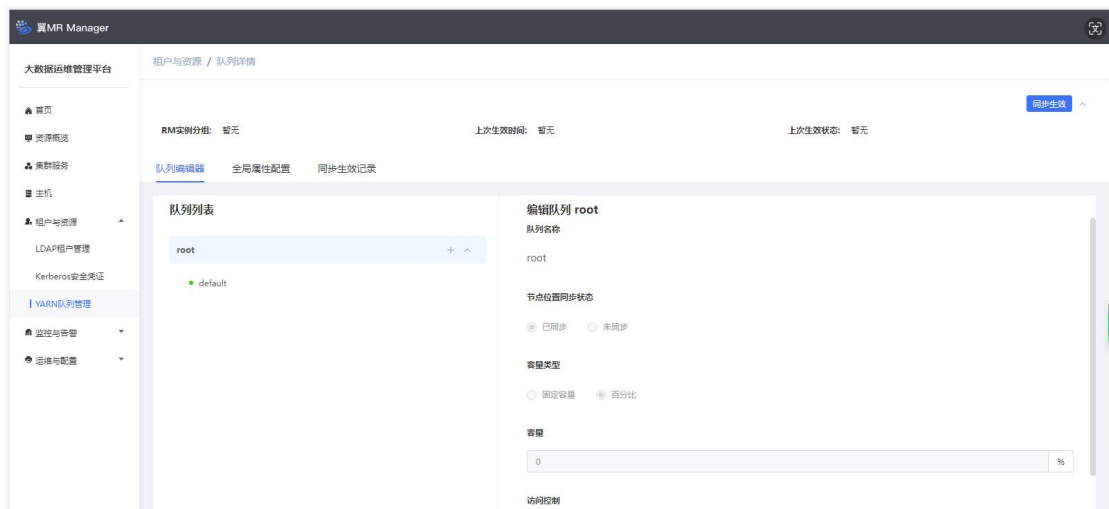 翼MR Manager
大数据运维管理平台
租户与资源 / 队列详情
首页
资源概览
集群服务
主机
租户与资源
LDAP租户管理
Kerberos安全凭证
YARN队列管理
监控与告警
运维与配置
同步生效
RM实例分组: 暂无 上次生效时间: 暂无 上次生效状态: 暂无
队列编辑器 全局属性配置 同步生效记录
队列列表
root
default
编辑队列 root
队列名称
root
节点位置同步状态
已同步 未同步
容量类型
固定容量 百分比
容量
0 %
访问控制